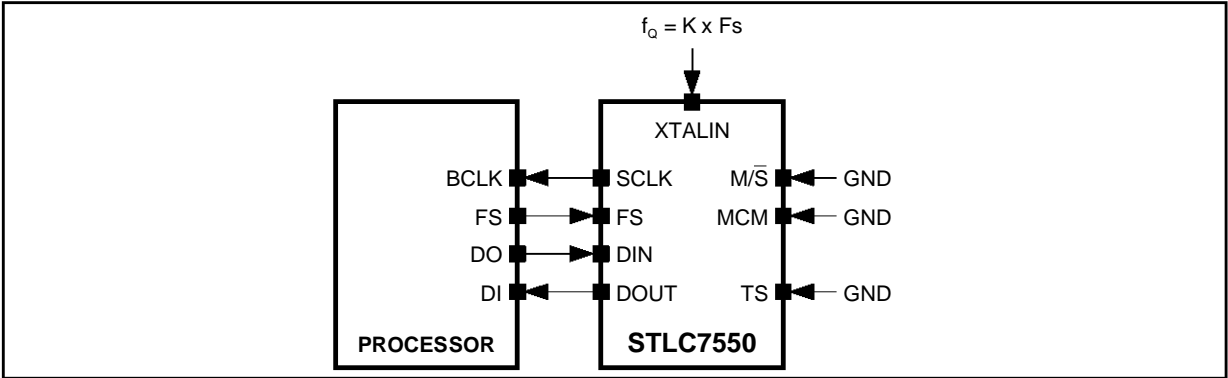 f_Q = K x Fs
XTALIN
BCLK SCLK M/S̅ GND
FS FS MCM GND
DO DIN
DI DOUT TS GND
PROCESSOR STLC7550